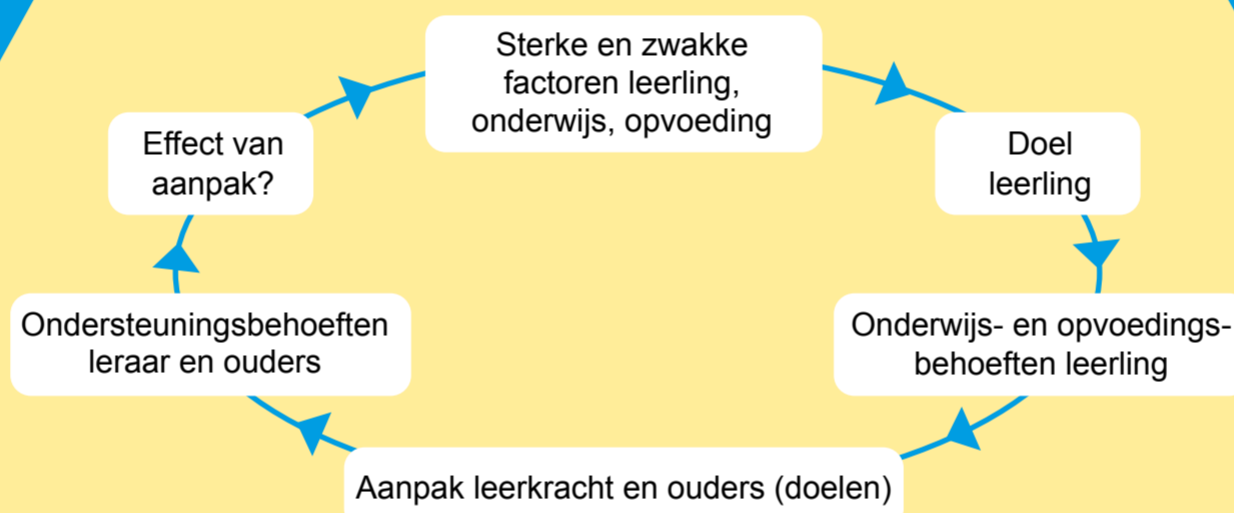 Sterke en zwakke
factoren leerling,
onderwijs, opvoeding
Doel
leerling
Onderwijs- en opvoedings-
behoeften leerling
Aanpak leerkracht en ouders (doelen)
Ondersteuningsbehoeften
leraar en ouders
Effect van
aanpak?